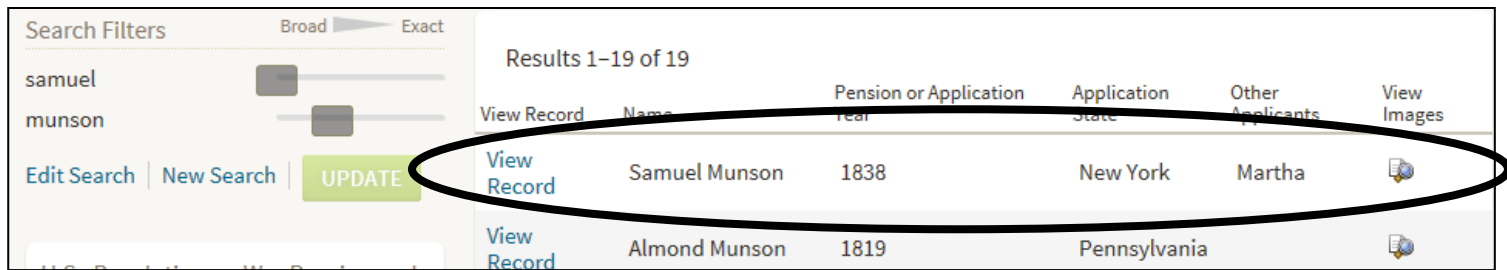 Search Filters
Broad Exact
samuel
munson
Edit Search New Search UPDATE
Results 1–19 of 19
View Record Name Pension or Application Year Application State Other Applicants View Images
View Record Samuel Munson 1838 New York Martha
View Record Almond Munson 1819 Pennsylvania